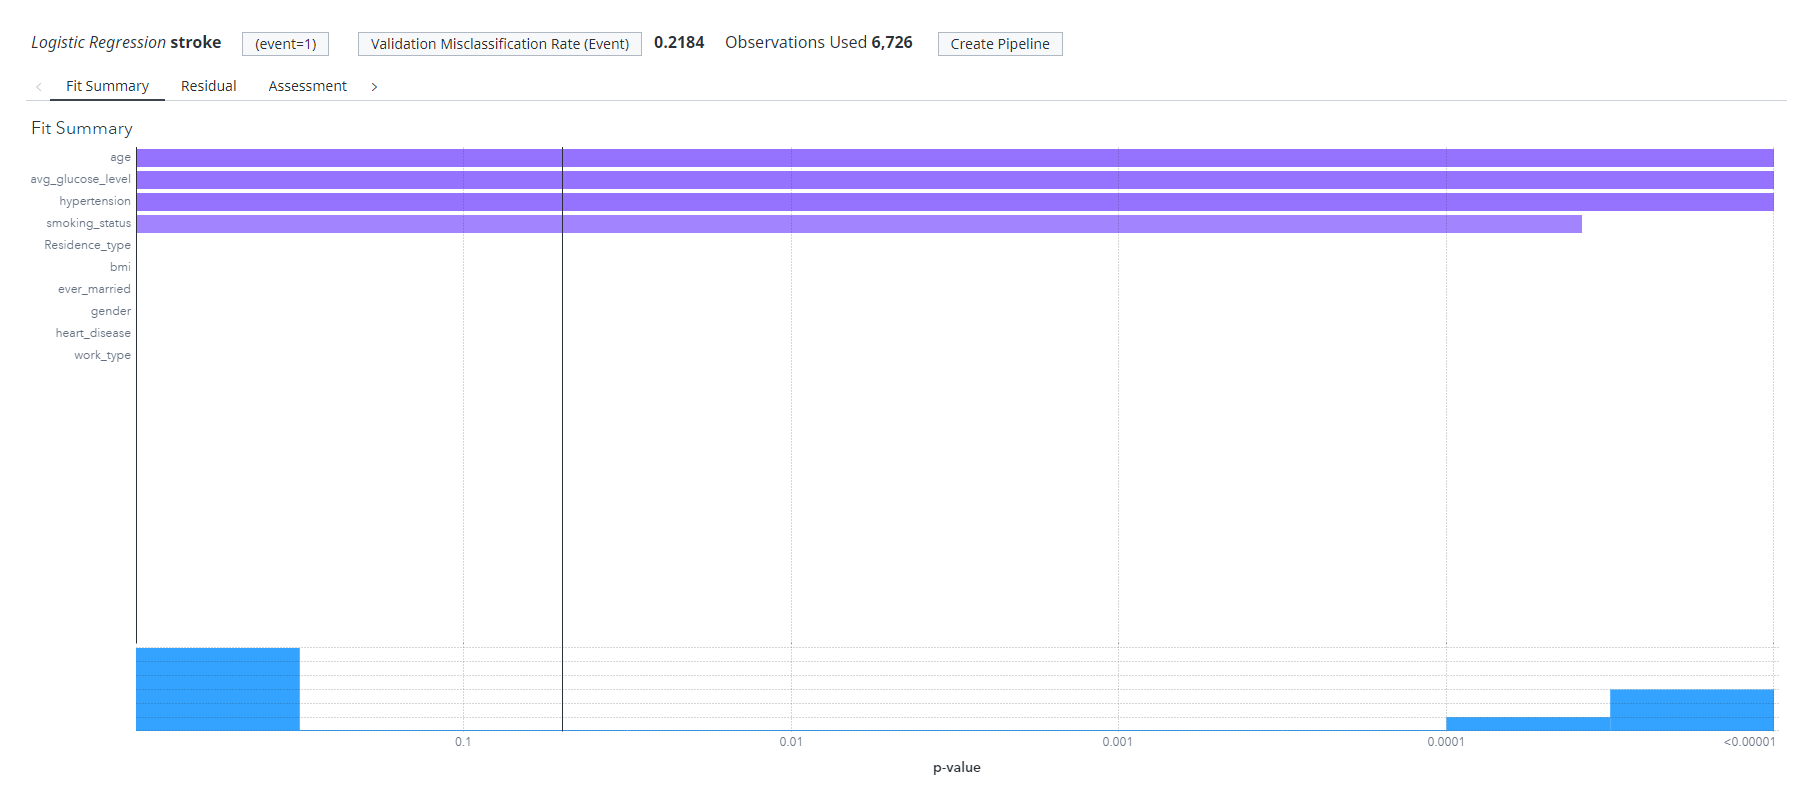 Logistic Regression stroke (event=1) Validation Misclassification Rate (Event) 0.2184 Observations Used 6,726 Create Pipeline
< Fit Summary Residual Assessment >
Fit Summary
age
avg_glucose_level
hypertension
smoking_status
Residence_type
bmi
ever_married
gender
heart_disease
work_type
0.1 0.01 0.001 0.0001 <0.00001
p-value